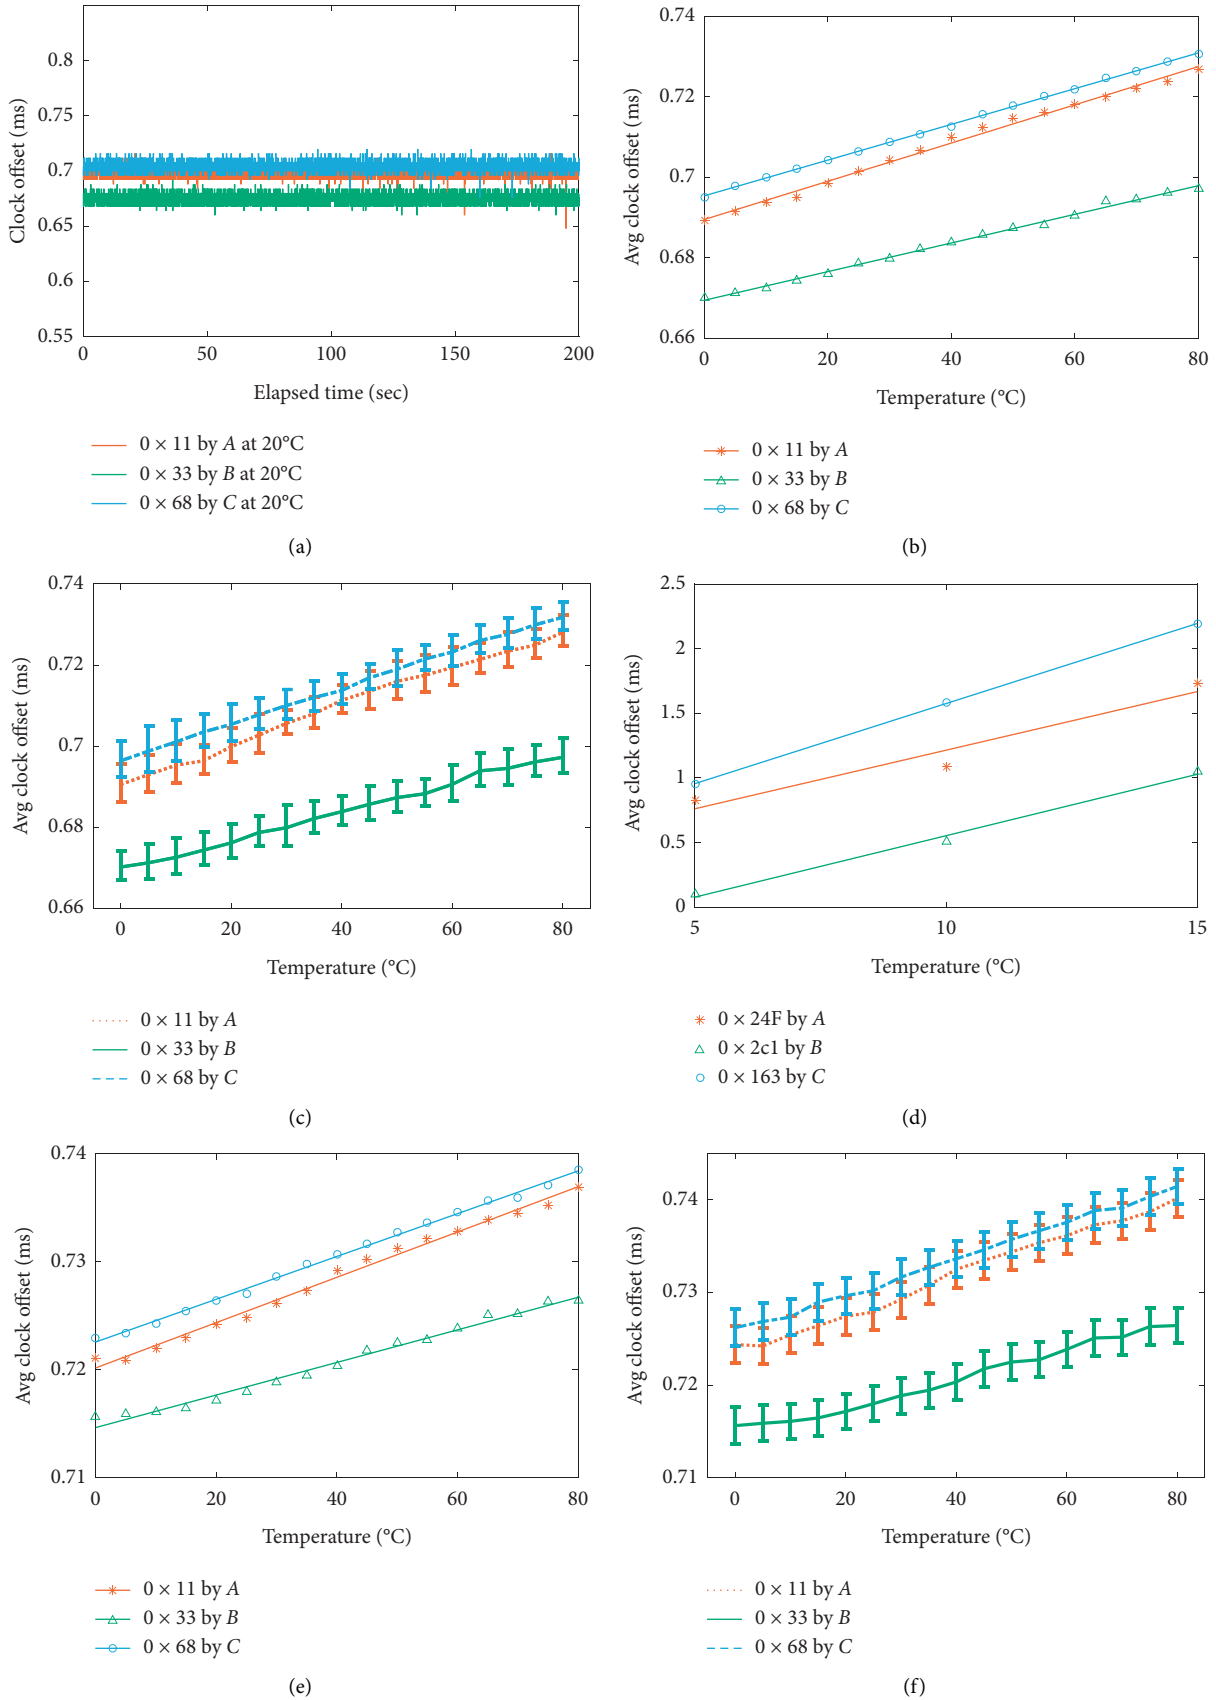 0.8
0.75
0.7
0.65
0.6
0.55
Clock offset (ms)
0 50 100 150 200
Elapsed time (sec)
0 × 11 by A at 20°C
0 × 33 by B at 20°C
0 × 68 by C at 20°C
(a)
0.74
0.72
0.7
0.68
0.66
Avg clock offset (ms)
0 20 40 60 80
Temperature (°C)
0 × 11 by A
0 × 33 by B
0 × 68 by C
(b)
0.74
0.72
0.7
0.68
0.66
Avg clock offset (ms)
0 20 40 60 80
Temperature (°C)
0 × 11 by A
0 × 33 by B
0 × 68 by C
(c)
2.5
2
1.5
1
0.5
0
Avg clock offset (ms)
5 10 15
Temperature (°C)
0 × 24F by A
0 × 2c1 by B
0 × 163 by C
(d)
0.74
0.73
0.72
0.71
Avg clock offset (ms)
0 20 40 60 80
Temperature (°C)
0 × 11 by A
0 × 33 by B
0 × 68 by C
(e)
0.74
0.73
0.72
0.71
Avg clock offset (ms)
0 20 40 60 80
Temperature (°C)
0 × 11 by A
0 × 33 by B
0 × 68 by C
(f)